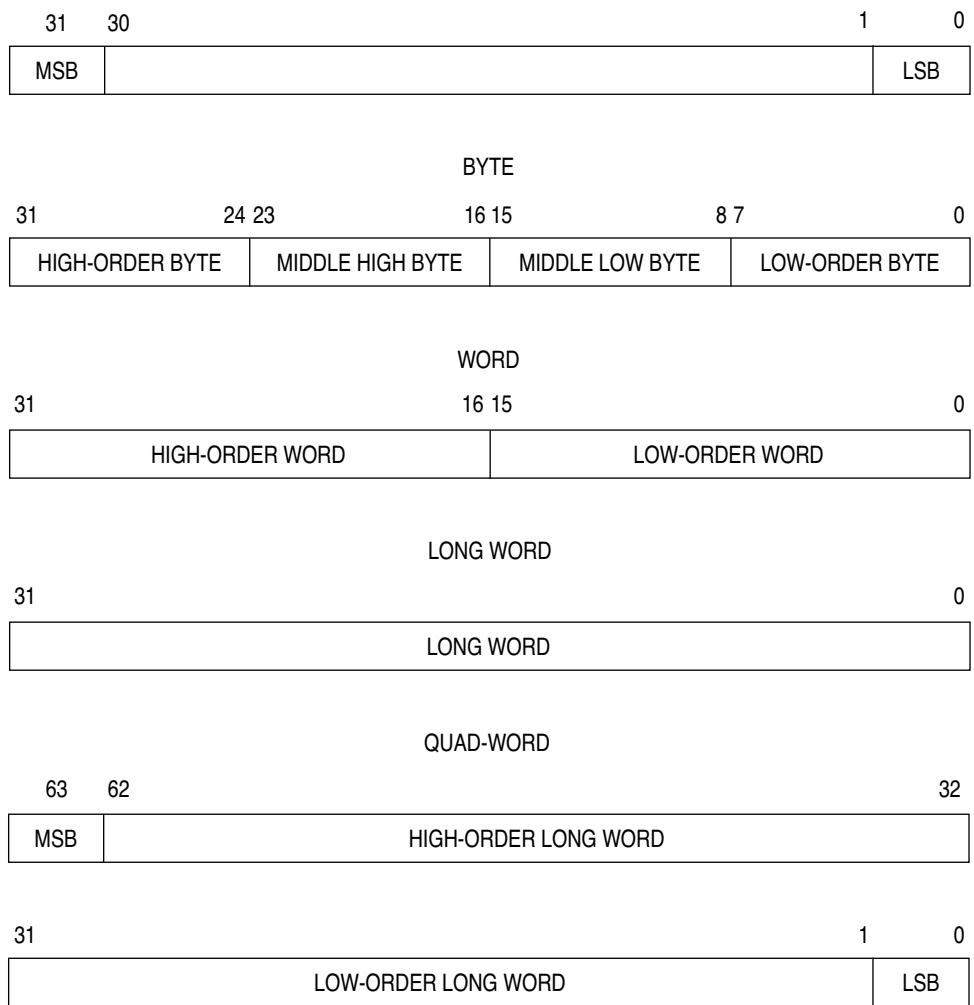 31 30 1 0
MSB LSB
BYTE
31 24 23 16 15 8 7 0
HIGH-ORDER BYTE MIDDLE HIGH BYTE MIDDLE LOW BYTE LOW-ORDER BYTE
WORD
31 16 15 0
HIGH-ORDER WORD LOW-ORDER WORD
LONG WORD
31 0
LONG WORD
QUAD-WORD
63 62 32
MSB HIGH-ORDER LONG WORD
31 1 0
LOW-ORDER LONG WORD LSB